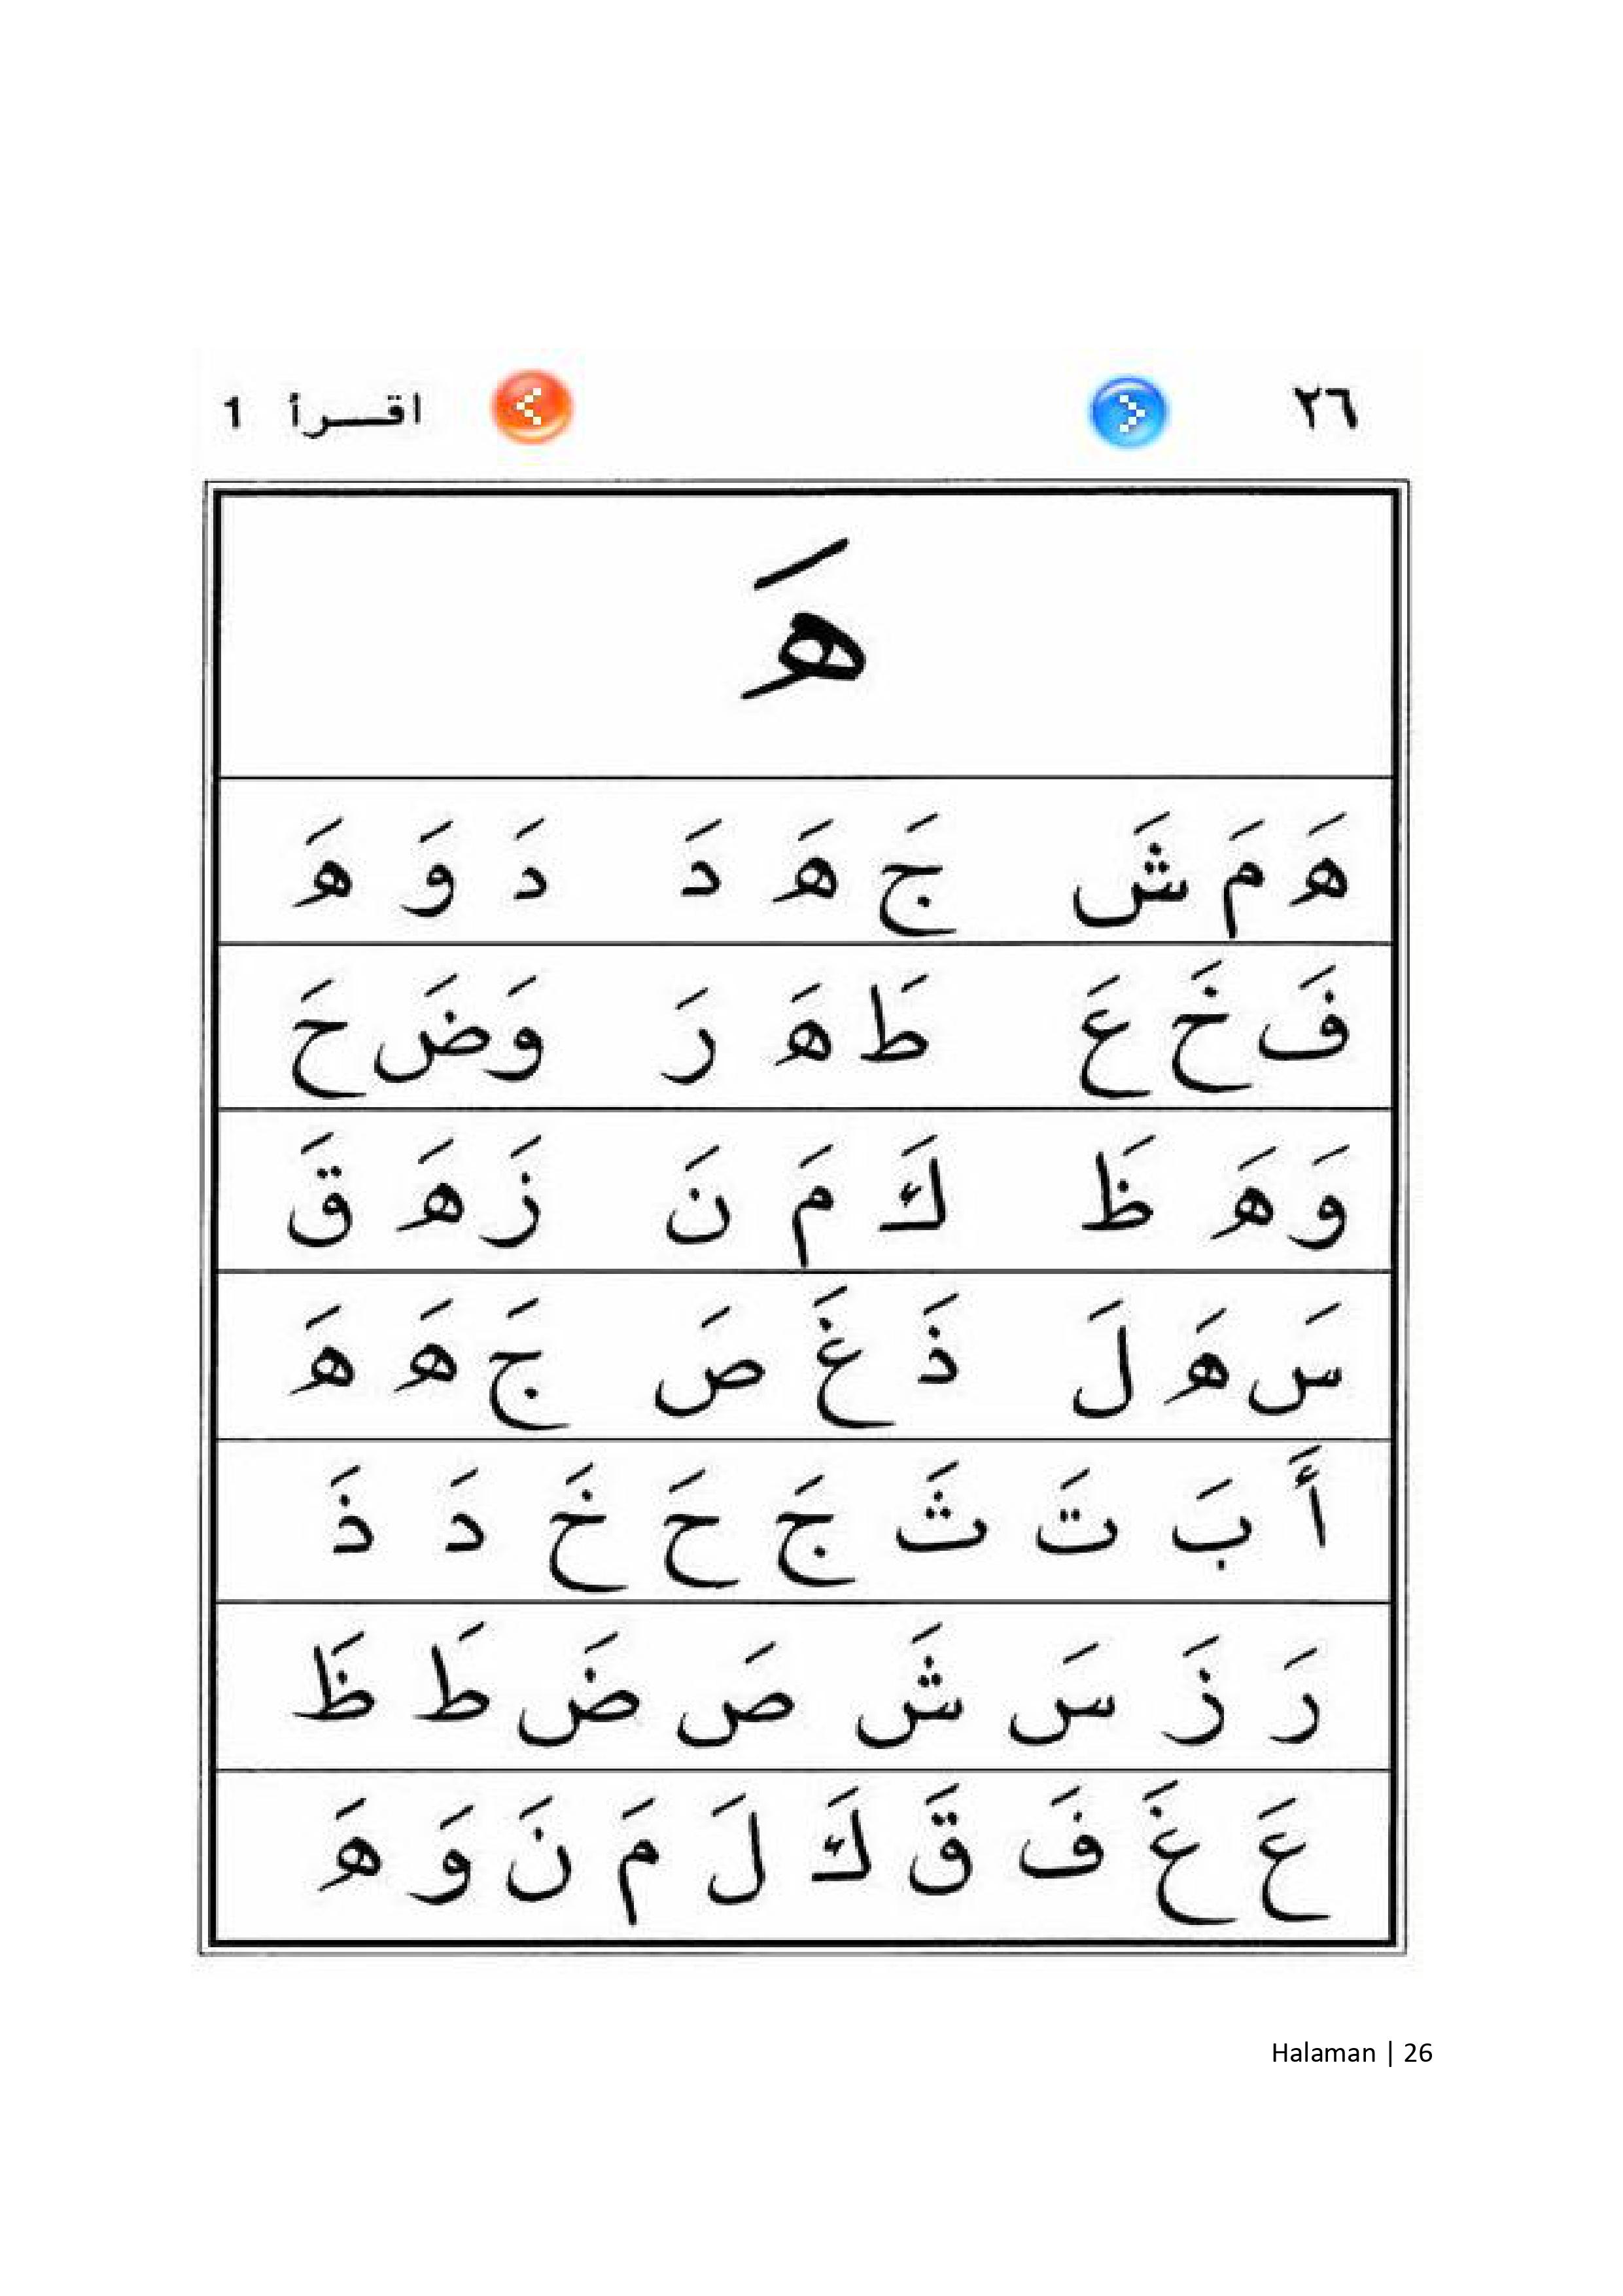 ٢٦ اقـــرأ 1
هَ
هَ مَ شَ جَ هَ دَ دَ وَ هَ
فَ خَ عَ طَ هَ رَ وَ ضَ حَ
وَ هَ ظَ كَ مَ نَ زَ هَ قَ
سَ هَ لَ ذَ غَ صَ جَ هَ هَ
أَ بَ تَ ثَ جَ حَ خَ دَ ذَ
رَ زَ سَ شَ صَ ضَ طَ ظَ
عَ غَ فَ قَ كَ لَ مَ نَ وَ هَ
Halaman | 26